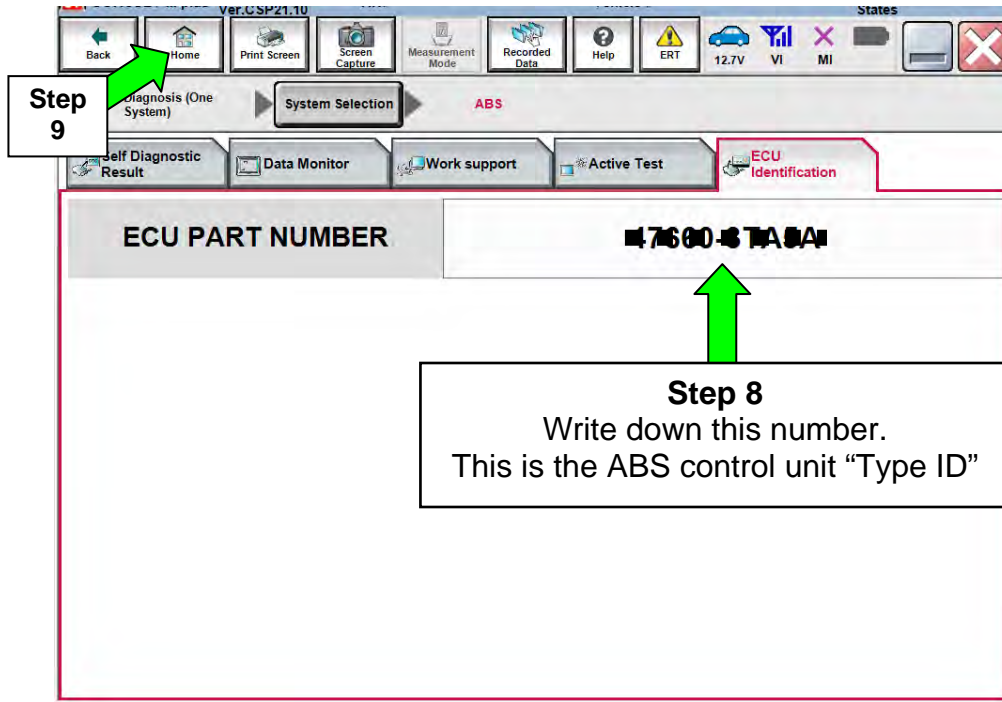 Ver.CSP21.10
States
Back
Home
Print Screen
Screen
Capture
Measurement
Mode
Recorded
Data
Help
ERT
12.7V
VI
MI
Step
9
Diagnosis (One
System)
System Selection
ABS
Self Diagnostic
Result
Data Monitor
Work support
Active Test
ECU
Identification
ECU PART NUMBER
Step 8
Write down this number.
This is the ABS control unit “Type ID”